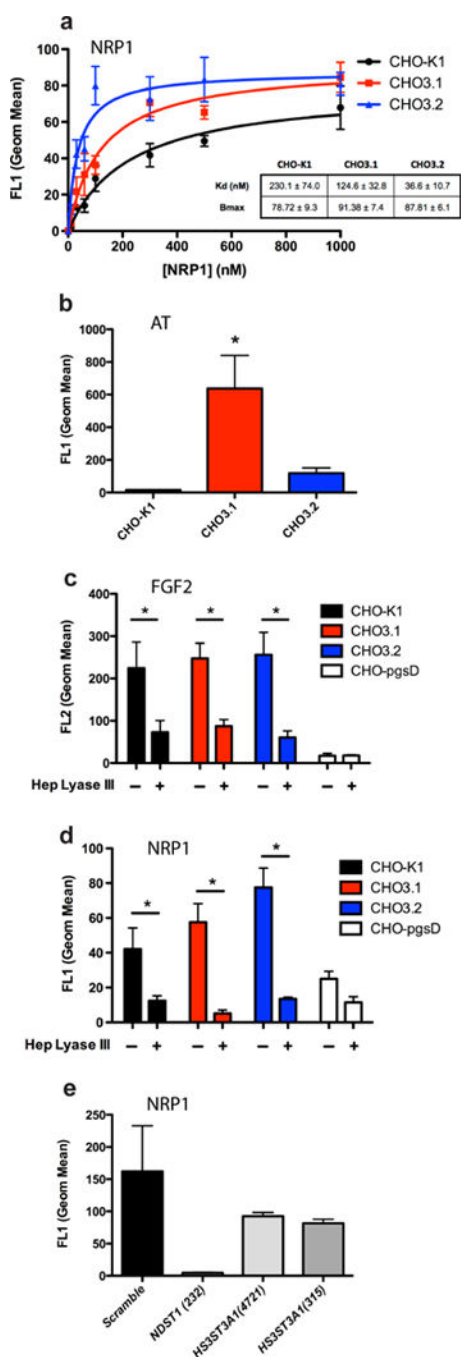 a
NRP1
CHO-K1
CHO3.1
CHO3.2
FL1 (Geom Mean)
100
80
60
40
20
0
CHO-K1 CHO3.1 CHO3.2
Kd (nM) 230.1 ± 74.0 124.6 ± 32.8 36.6 ± 10.7
Bmax 78.72 ± 9.3 91.38 ± 7.4 87.81 ± 6.1
0 200 400 600 800 1000
[NRP1] (nM)
b
AT
FL1 (Geom Mean)
1000
800
600
400
200
0
*
CHO-K1 CHO3.1 CHO3.2
c
FGF2
CHO-K1
CHO3.1
CHO3.2
CHO-pgsD
FL2 (Geom Mean)
400
300
200
100
0
* * *
Hep Lyase III − + − + − + − +
d
NRP1
CHO-K1
CHO3.1
CHO3.2
CHO-pgsD
FL1 (Geom Mean)
100
80
60
40
20
0
* * *
Hep Lyase III − + − + − + − +
e
NRP1
FL1 (Geom Mean)
250
200
150
100
50
0
Scramble NDST1 (232) HS3ST3A1(4721) HS3ST3A1(315)